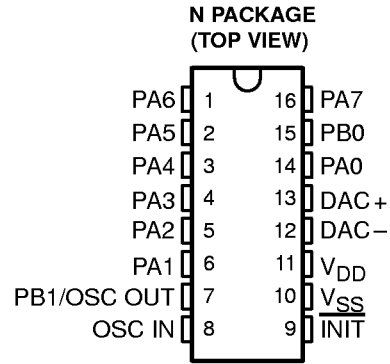 N PACKAGE
(TOP VIEW)
PA6 1 16 PA7
PA5 2 15 PB0
PA4 3 14 PA0
PA3 4 13 DAC+
PA2 5 12 DAC−
PA1 6 11 VDD
PB1/OSC OUT 7 10 VSS
OSC IN 8 9 INIT